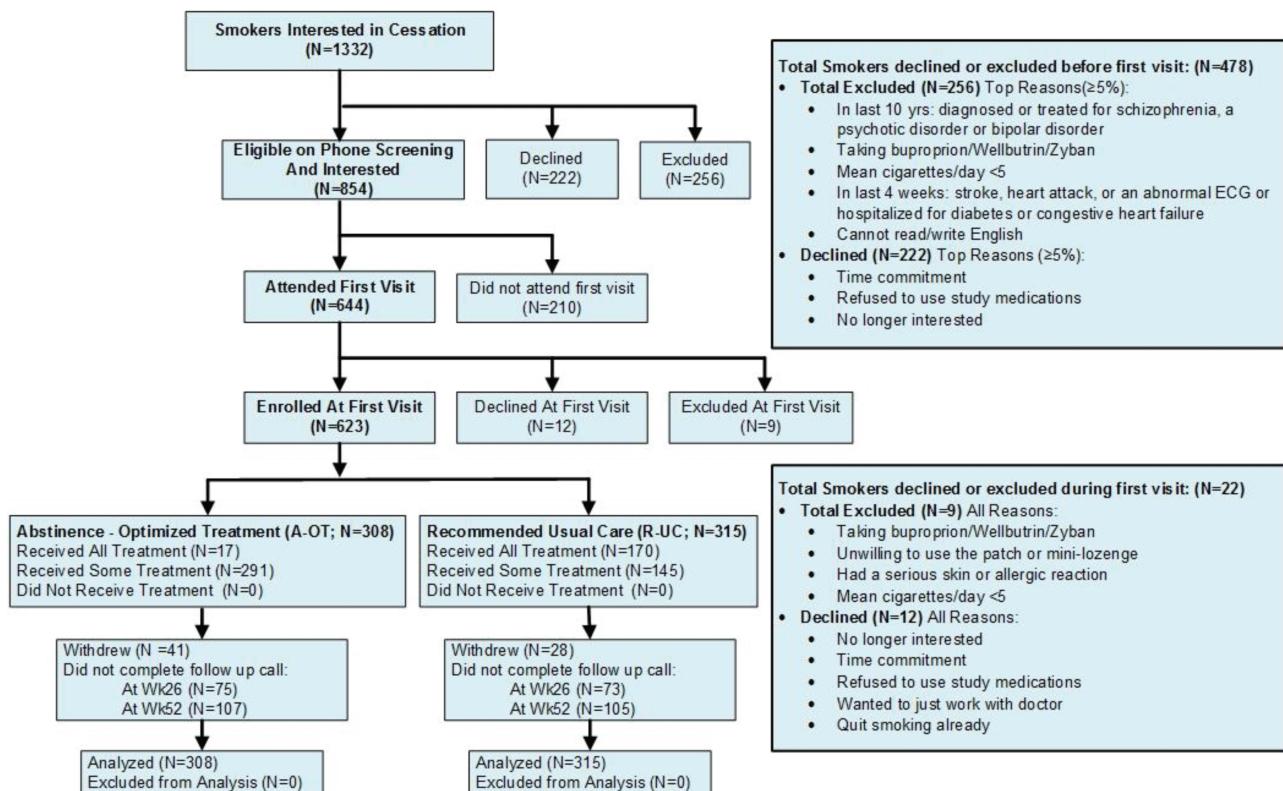 Smokers Interested in Cessation
(N=1332)
Eligible on Phone Screening
And Interested
(N=854)
Declined
(N=222)
Excluded
(N=256)
Attended First Visit
(N=644)
Did not attend first visit
(N=210)
Enrolled At First Visit
(N=623)
Declined At First Visit
(N=12)
Excluded At First Visit
(N=9)
Abstinence - Optimized Treatment (A-OT; N=308)
Received All Treatment (N=17)
Received Some Treatment (N=291)
Did Not Receive Treatment (N=0)
Recommended Usual Care (R-UC; N=315)
Received All Treatment (N=170)
Received Some Treatment (N=145)
Did Not Receive Treatment (N=0)
Withdrew (N =41)
Did not complete follow up call:
At Wk26 (N=75)
At Wk52 (N=107)
Withdrew (N=28)
Did not complete follow up call:
At Wk26 (N=73)
At Wk52 (N=105)
Analyzed (N=308)
Excluded from Analysis (N=0)
Analyzed (N=315)
Excluded from Analysis (N=0)
Total Smokers declined or excluded before first visit: (N=478)
• Total Excluded (N=256) Top Reasons(≥5%):
• In last 10 yrs: diagnosed or treated for schizophrenia, a
psychotic disorder or bipolar disorder
• Taking buproprion/Wellbutrin/Zyban
• Mean cigarettes/day <5
• In last 4 weeks: stroke, heart attack, or an abnormal ECG or
hospitalized for diabetes or congestive heart failure
• Cannot read/write English
• Declined (N=222) Top Reasons (≥5%):
• Time commitment
• Refused to use study medications
• No longer interested
Total Smokers declined or excluded during first visit: (N=22)
• Total Excluded (N=9) All Reasons:
• Taking buproprion/Wellbutrin/Zyban
• Unwilling to use the patch or mini-lozenge
• Had a serious skin or allergic reaction
• Mean cigarettes/day <5
• Declined (N=12) All Reasons:
• No longer interested
• Time commitment
• Refused to use study medications
• Wanted to just work with doctor
• Quit smoking already